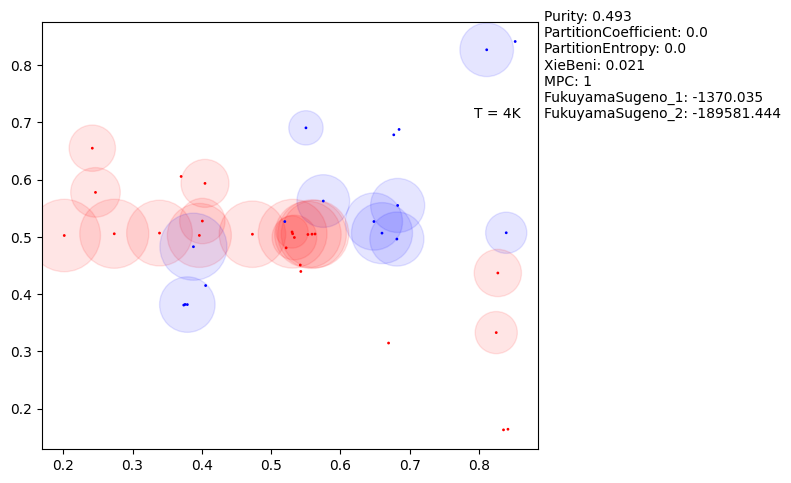 Purity: 0.493
PartitionCoefficient: 0.0
PartitionEntropy: 0.0
XieBeni: 0.021
MPC: 1
FukuyamaSugeno_1: -1370.035
FukuyamaSugeno_2: -189581.444
T = 4K
0.8
0.7
0.6
0.5
0.4
0.3
0.2
0.2 0.3 0.4 0.5 0.6 0.7 0.8